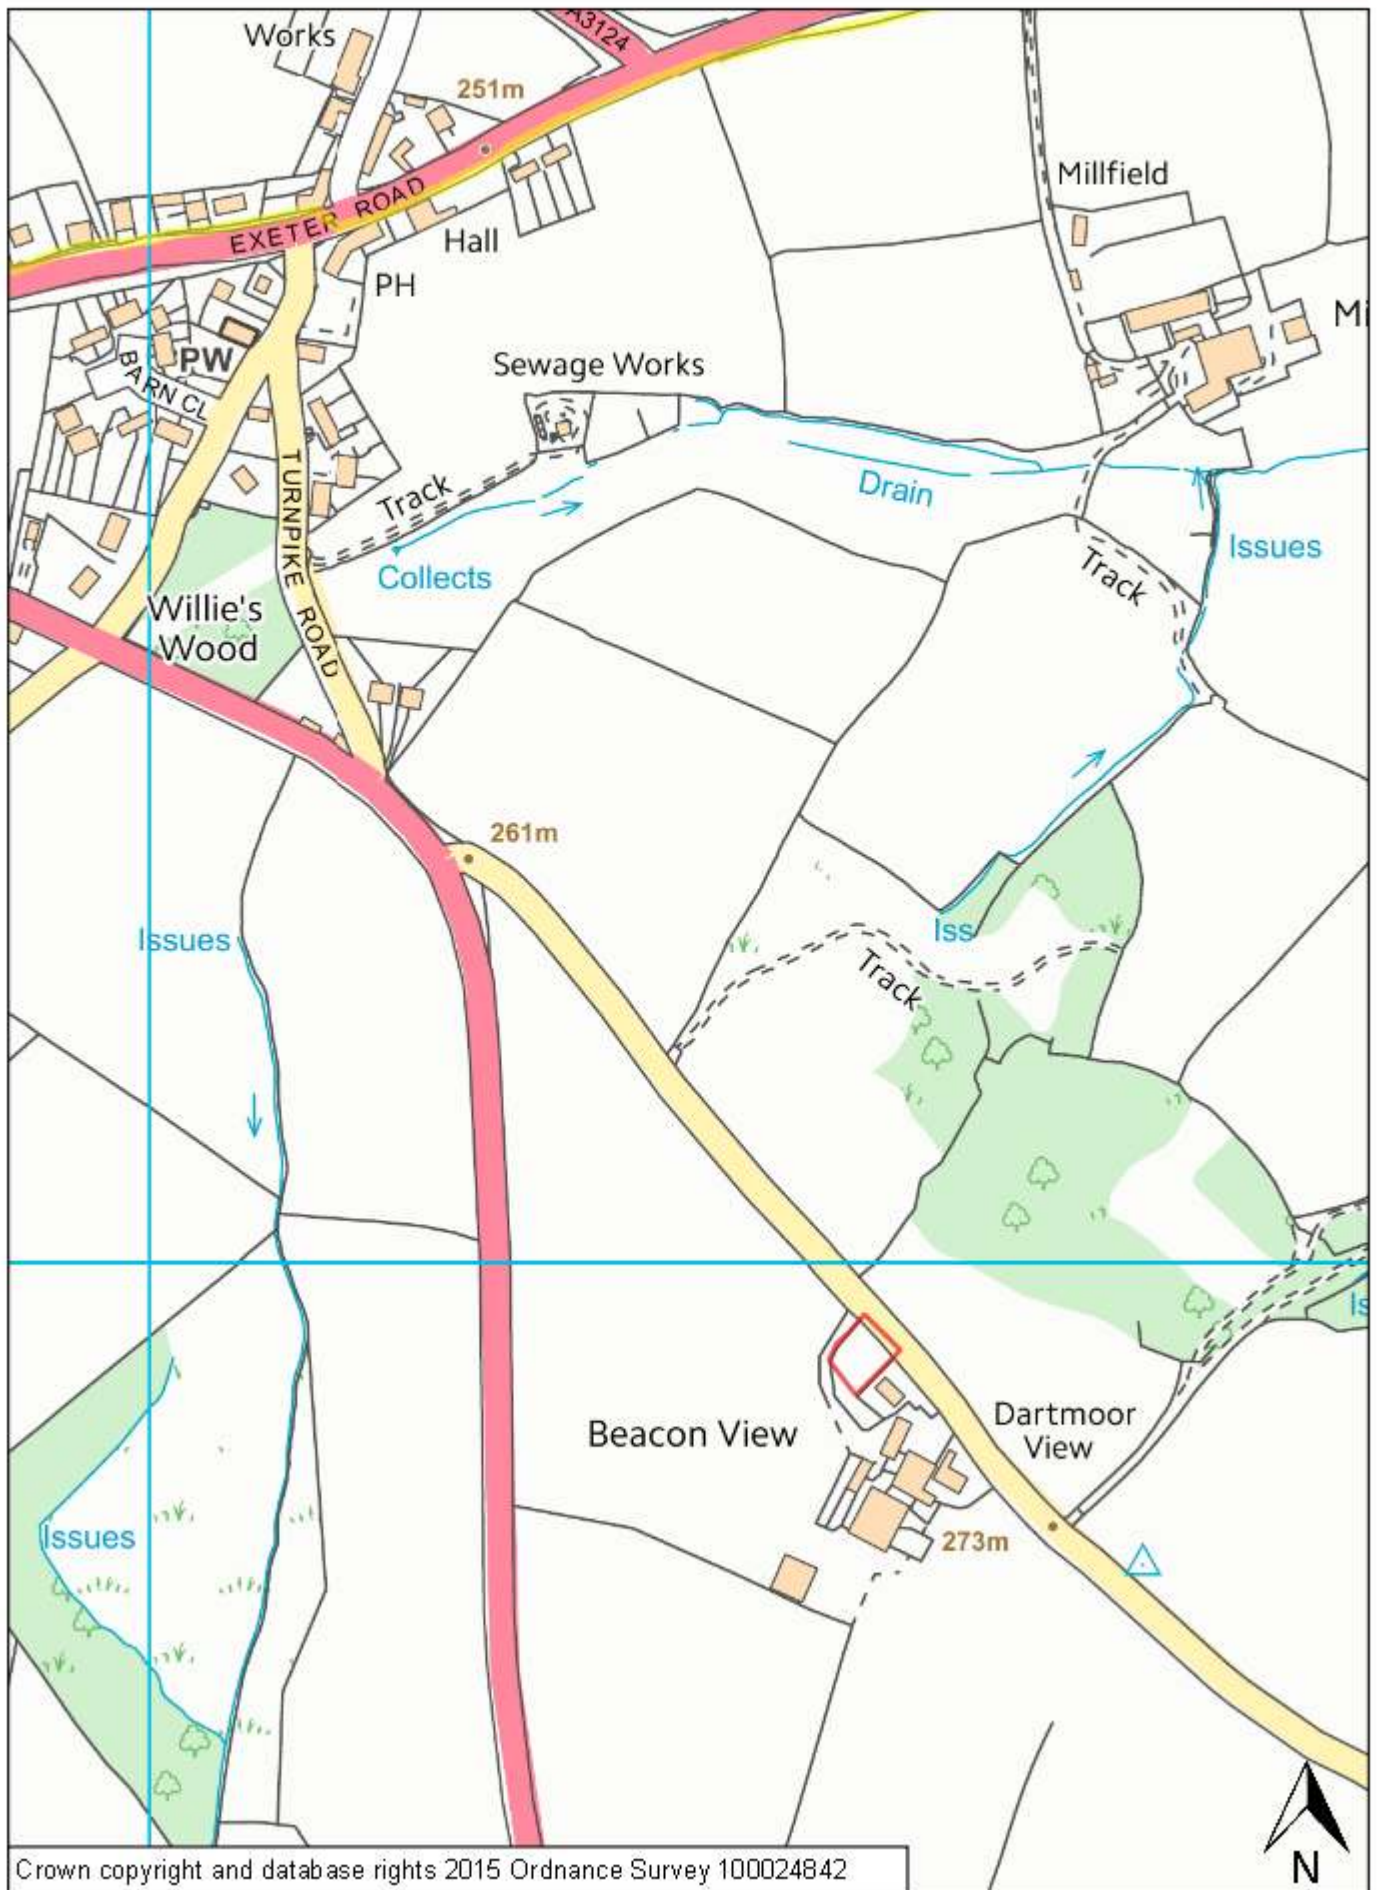 Works
A3124
251m
Millfield
EXETER ROAD
Hall
PH
Mi
PW
BARN CL
Sewage Works
TURNPIKE ROAD
Track
Drain
Collects
Issues
Track
Willie's
Wood
261m
Issues
Iss
Track
Is
Beacon View
Dartmoor
View
Issues
273m
N
Crown copyright and database rights 2015 Ordnance Survey 100024842